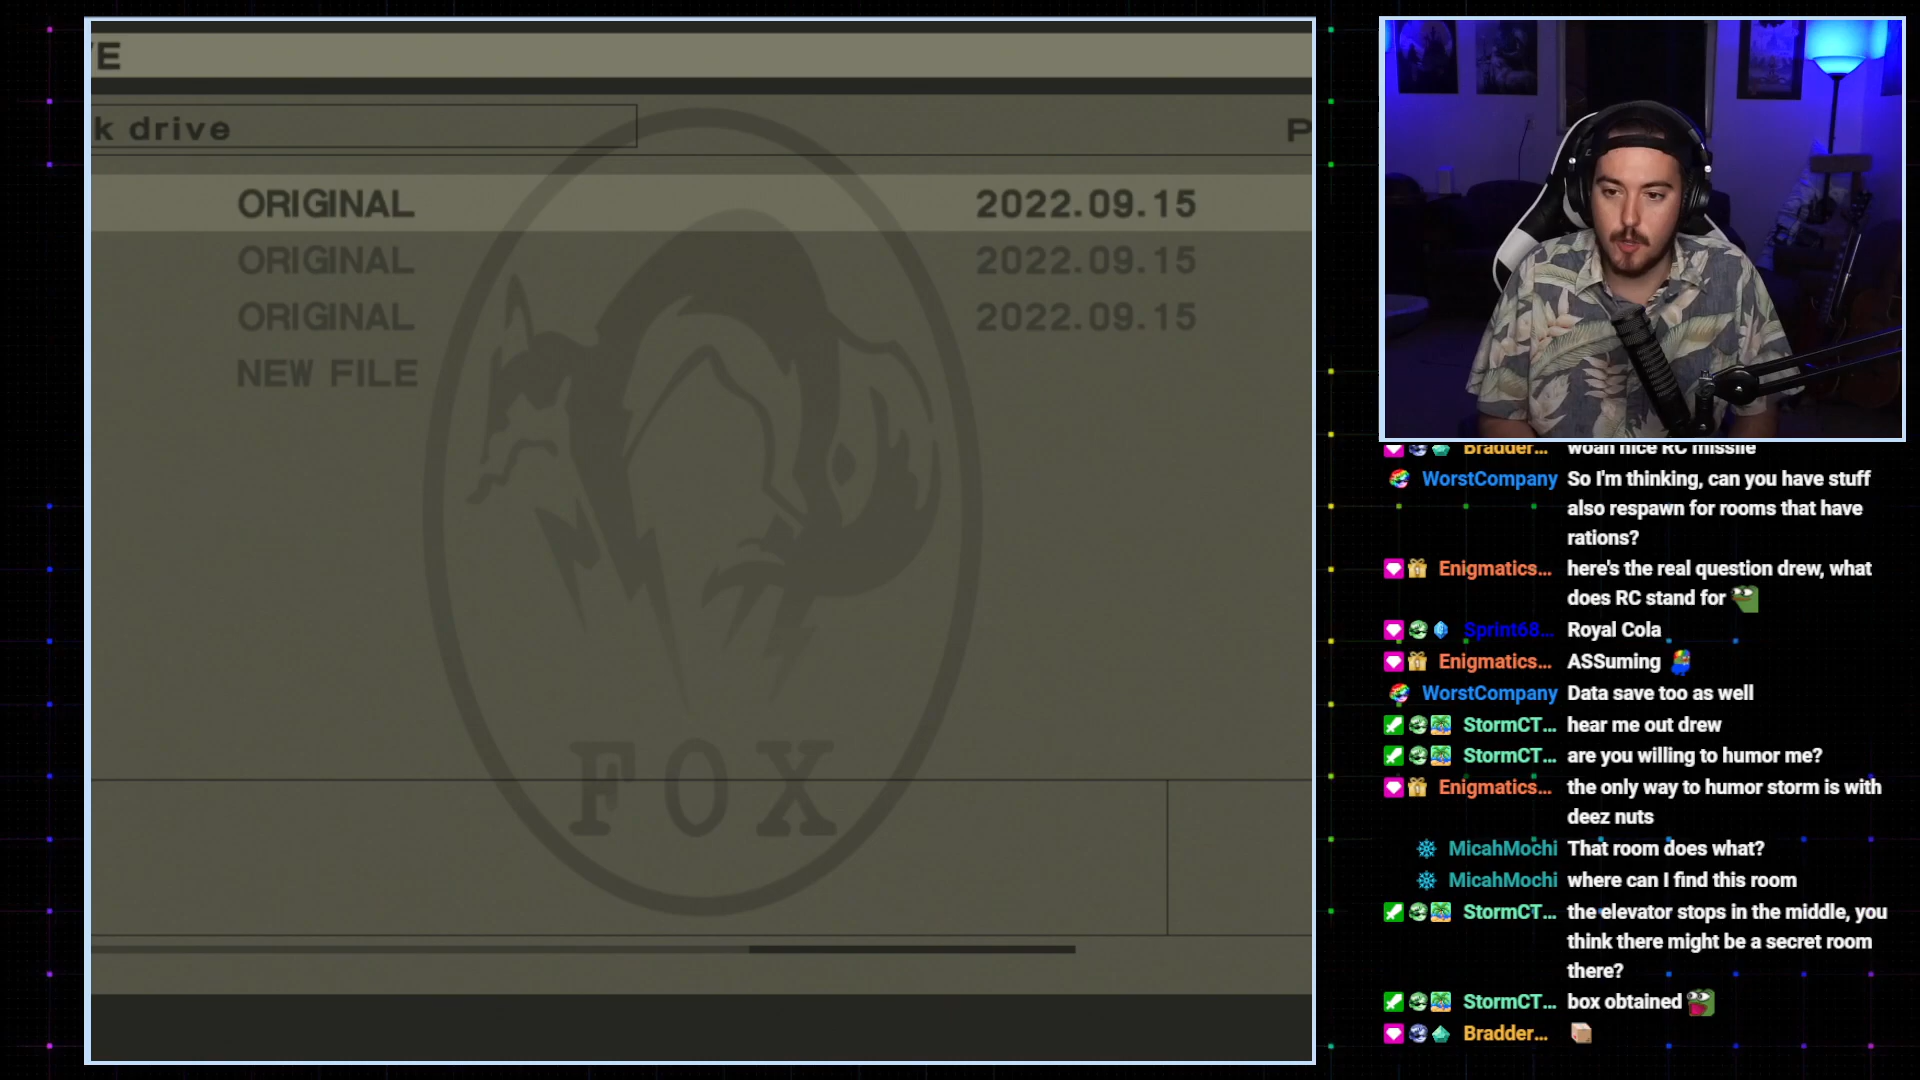 E
k drive
P
ORIGINAL 2022.09.15
ORIGINAL 2022.09.15
ORIGINAL 2022.09.15
NEW FILE
FOX
Bradder... woah nice RC missile
WorstCompany So I'm thinking, can you have stuff
also respawn for rooms that have
rations?
Enigmatics... here's the real question drew, what
does RC stand for
Sprint68... Royal Cola
Enigmatics... ASSuming
WorstCompany Data save too as well
StormCT... hear me out drew
StormCT... are you willing to humor me?
Enigmatics... the only way to humor storm is with
deez nuts
MicahMochi That room does what?
MicahMochi where can I find this room
StormCT... the elevator stops in the middle, you
think there might be a secret room
there?
StormCT... box obtained
Bradder...